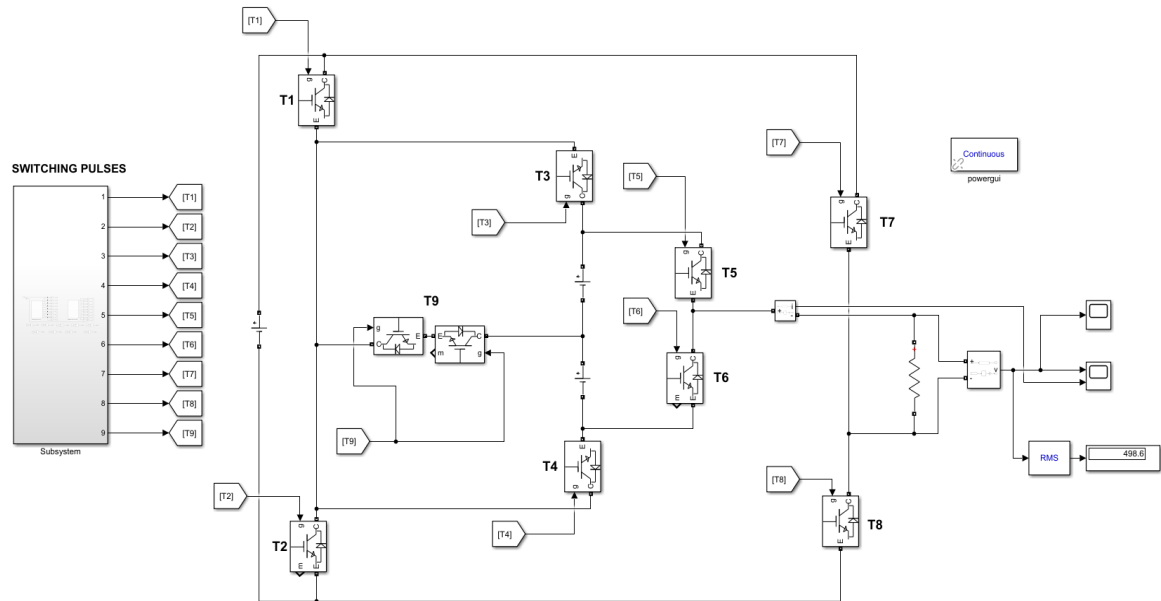 [T1]
T1
[T7]
Continuous
powergui
SWITCHING PULSES
T3
[T5]
[T3]
T7
T5
1
[T1]
2
[T2]
3
[T3]
4
[T4]
5
[T5]
6
[T6]
7
[T7]
8
[T8]
9
[T9]
Subsystem
T9
[T6]
T6
[T9]
T4
[T4]
[T2]
T2
[T8]
T8
RMS
498.6
g
C
E
E
g
C
g
C
E
g
C
E
g
C
E
E
C
m
g
+
+
+
g
C
m
E
E
g
C
g
C
m
E
g
C
E
+
i
-
+
-
v
+